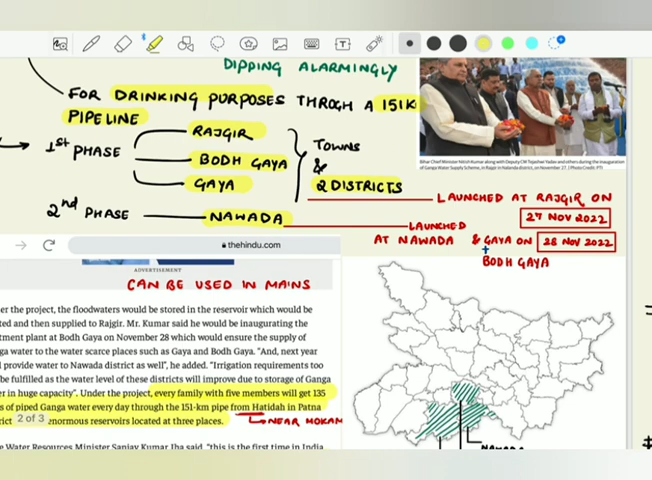 DIPPING ALARMINGLY
FOR DRINKING PURPOSES THROGH A 151K
PIPELINE
1st PHASE
RAJGIR
BODH GAYA
GAYA
TOWNS
&
2 DISTRICTS
2nd PHASE
NAWADA
LAUNCHED AT RAJGIR ON
27 NOV 2022
LAUNCHED
AT NAWADA & GAYA ON 28 NOV 2022
+
BODH GAYA
Bihar Chief Minister Nitish Kumar along with Deputy CM Tejashwi Yadav and others during the inauguration
of Ganga Water Supply Scheme, in Rajgir in Nalanda district, on November 27. | Photo Credit: PTI
thehindu.com
ADVERTISEMENT
CAN BE USED IN MAINS
er the project, the floodwaters would be stored in the reservoir which would be
ted and then supplied to Rajgir. Mr. Kumar said he would be inaugurating the
tment plant at Bodh Gaya on November 28 which would ensure the supply of
ga water to the water scarce places such as Gaya and Bodh Gaya. "And, next year
l provide water to Nawada district as well", he added. "Irrigation requirements too
be fulfilled as the water level of these districts will improve due to storage of Ganga
er in huge capacity". Under the project, every family with five members will get 135
s of piped Ganga water every day through the 151-km pipe from Hatidah in Patna
rict 2 of 3 enormous reservoirs located at three places.
NEAR MOKAM
Water Resources Minister Sanjay Kumar Jha said, "this is the first time in India
NAWADA